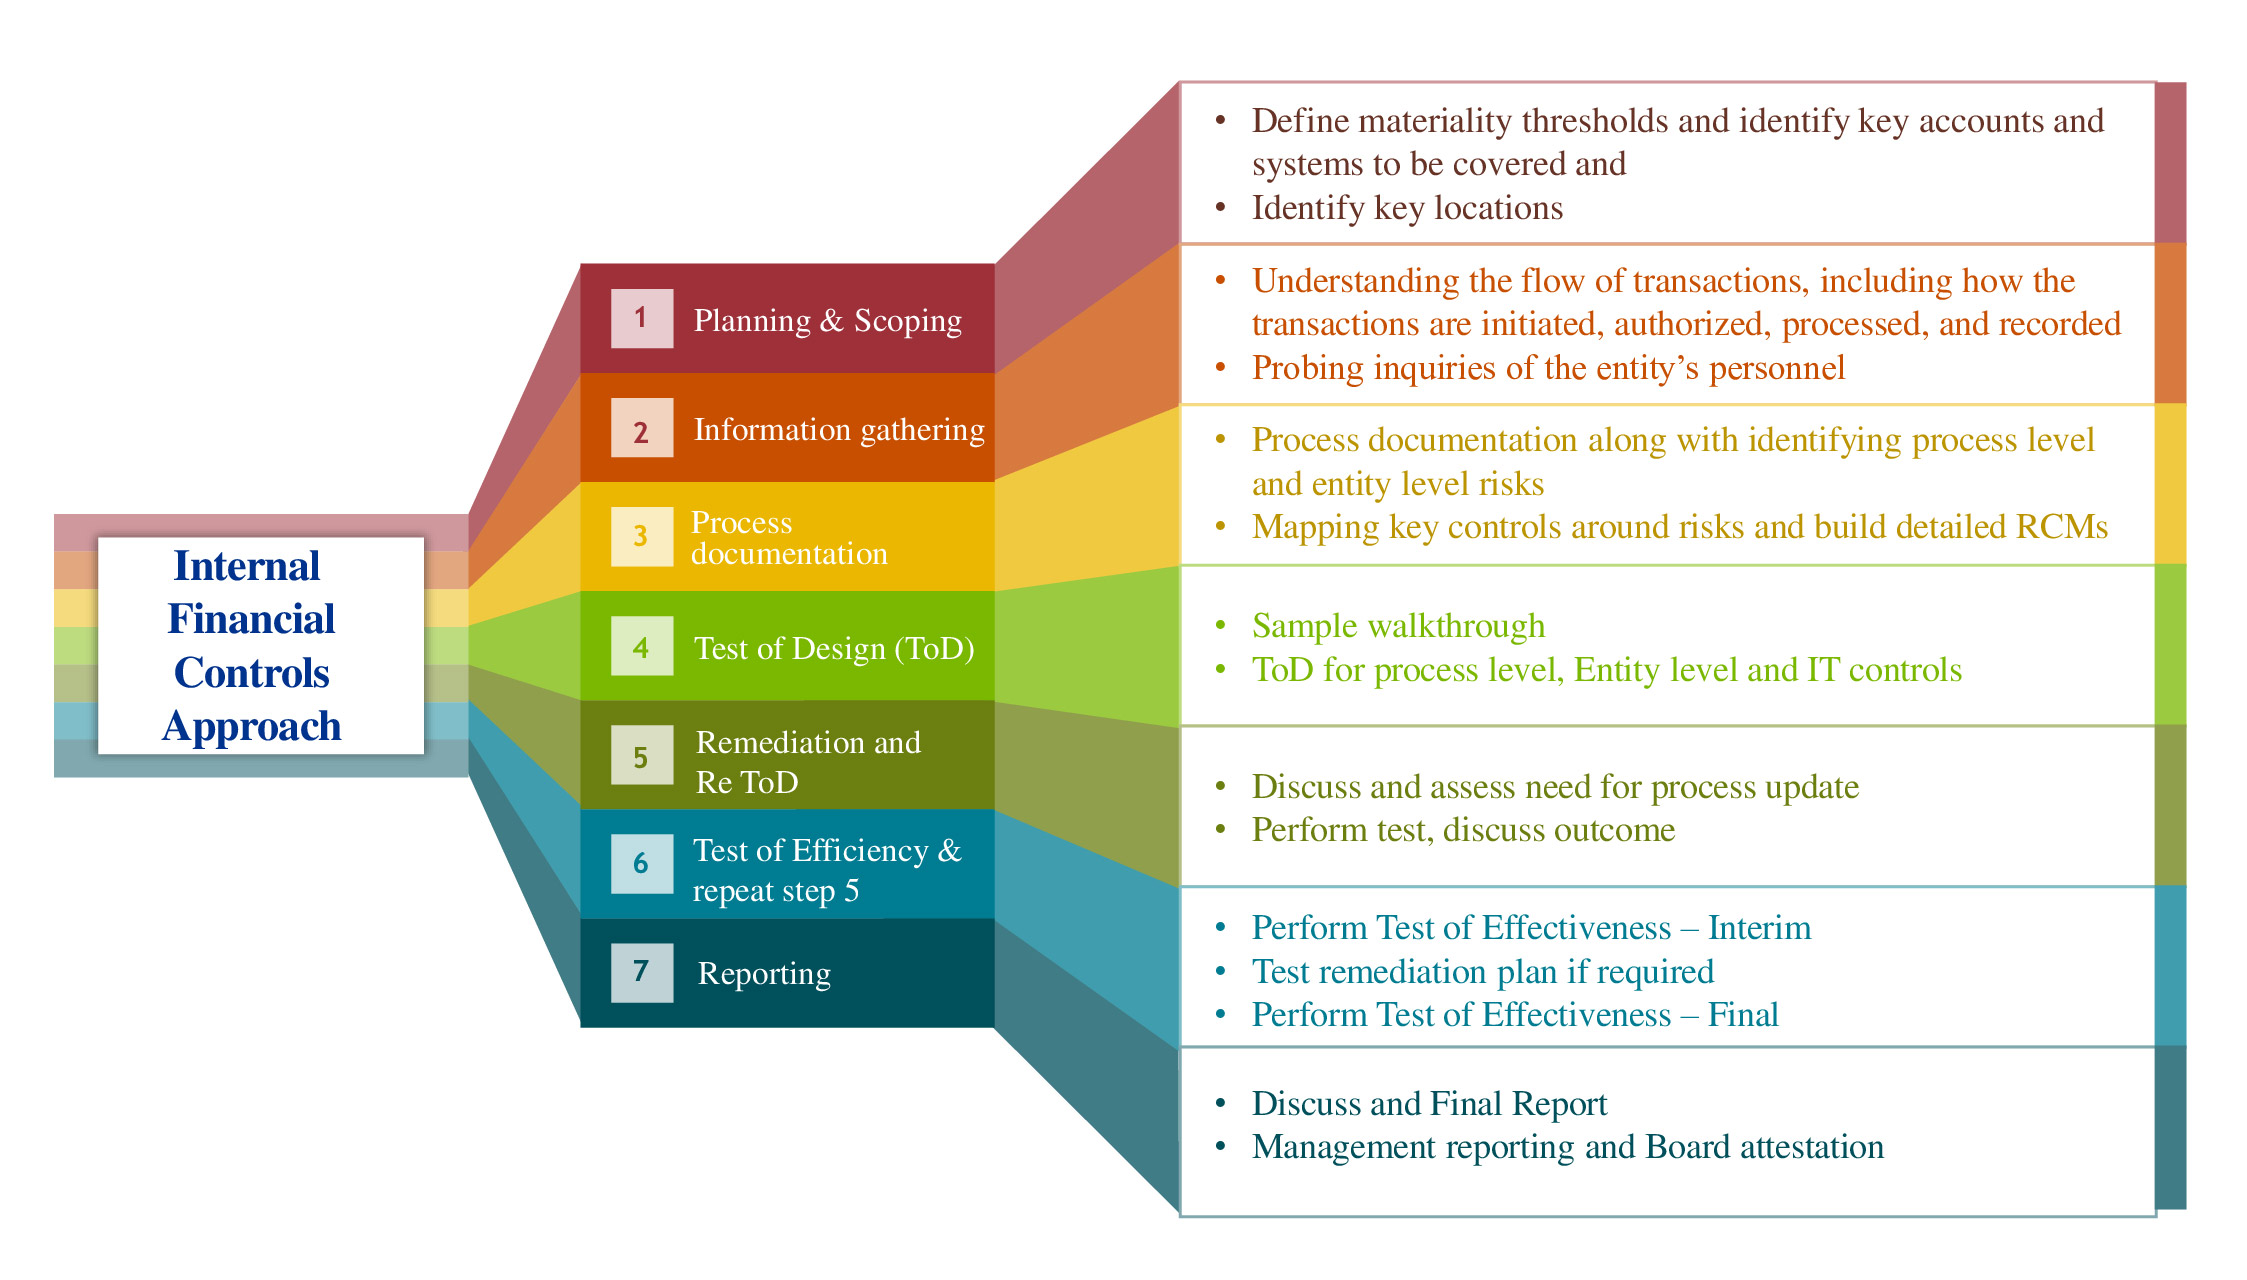 Internal
Financial
Controls
Approach
1
Planning & Scoping
• Define materiality thresholds and identify key accounts and
systems to be covered and
• Identify key locations
2
Information gathering
• Understanding the flow of transactions, including how the
transactions are initiated, authorized, processed, and recorded
• Probing inquiries of the entity’s personnel
3
Process
documentation
• Process documentation along with identifying process level
and entity level risks
• Mapping key controls around risks and build detailed RCMs
4
Test of Design (ToD)
• Sample walkthrough
• ToD for process level, Entity level and IT controls
5
Remediation and
Re ToD
• Discuss and assess need for process update
• Perform test, discuss outcome
6
Test of Efficiency &
repeat step 5
• Perform Test of Effectiveness – Interim
• Test remediation plan if required
• Perform Test of Effectiveness – Final
7
Reporting
• Discuss and Final Report
• Management reporting and Board attestation